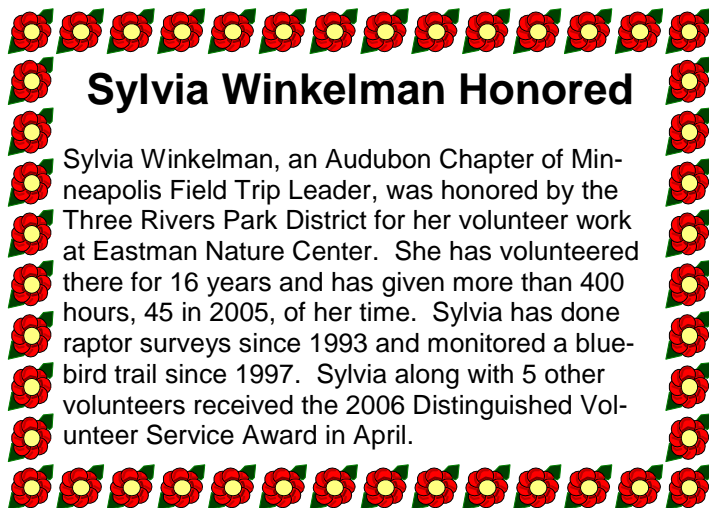 Sylvia Winkelman Honored
Sylvia Winkelman, an Audubon Chapter of Min-
neapolis Field Trip Leader, was honored by the
Three Rivers Park District for her volunteer work
at Eastman Nature Center.  She has volunteered
there for 16 years and has given more than 400
hours, 45 in 2005, of her time.  Sylvia has done
raptor surveys since 1993 and monitored a blue-
bird trail since 1997.  Sylvia along with 5 other
volunteers received the 2006 Distinguished Vol-
unteer Service Award in April.